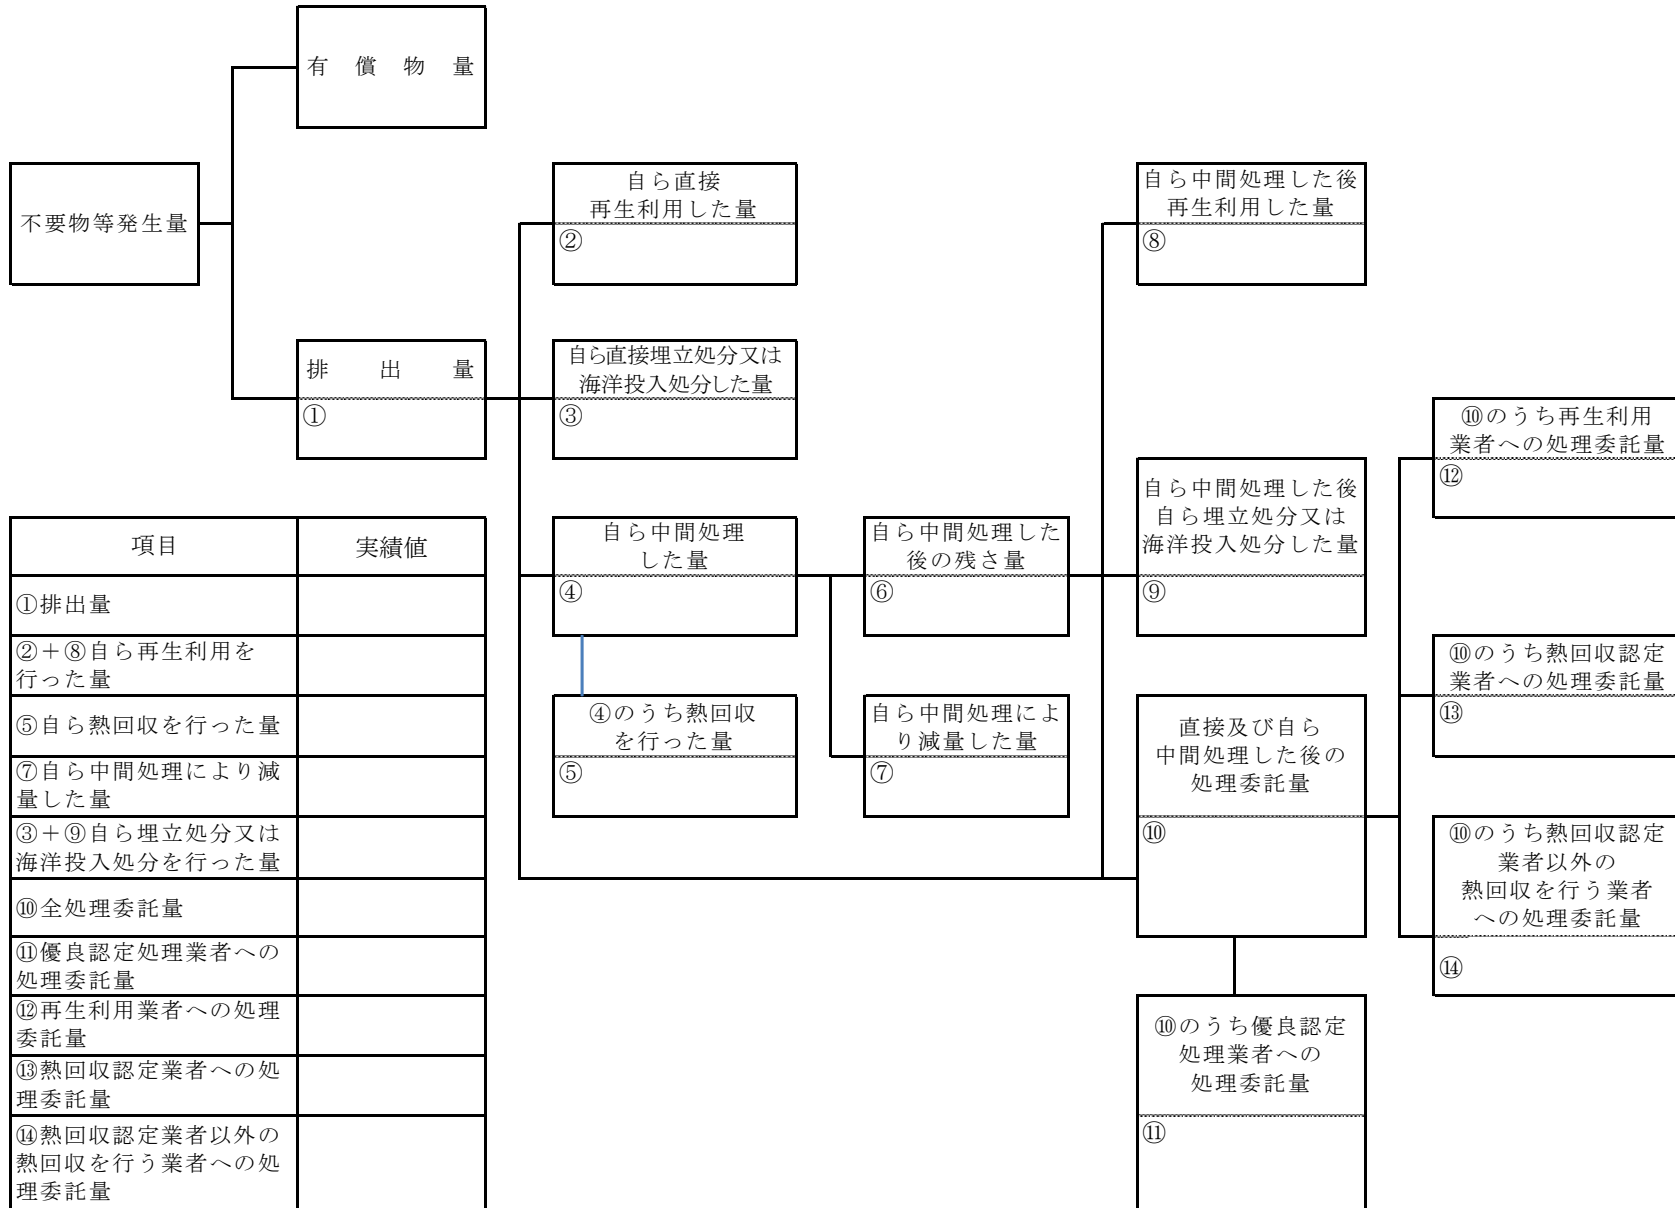 有償物量
不要物等発生量
排出量
①
自ら直接
再生利用した量
②
自ら直接埋立処分又は
海洋投入処分した量
③
自ら中間処理
した量
④
④のうち熱回収
を行った量
⑤
自ら中間処理した
後の残さ量
⑥
自ら中間処理によ
り減量した量
⑦
自ら中間処理した後
再生利用した量
⑧
自ら中間処理した後
自ら埋立処分又は
海洋投入処分した量
⑨
直接及び自ら
中間処理した後の
処理委託量
⑩
⑩のうち優良認定
処理業者への
処理委託量
⑪
⑩のうち再生利用
業者への処理委託量
⑫
⑩のうち熱回収認定
業者への処理委託量
⑬
⑩のうち熱回収認定
業者以外の
熱回収を行う業者
への処理委託量
⑭
項目
実績値
①排出量
②+⑧自ら再生利用を
行った量
⑤自ら熱回収を行った量
⑦自ら中間処理により減
量した量
③+⑨自ら埋立処分又は
海洋投入処分を行った量
⑩全処理委託量
⑪優良認定処理業者への
処理委託量
⑫再生利用業者への処理
委託量
⑬熱回収認定業者への処
理委託量
⑭熱回収認定業者以外の
熱回収を行う業者への処
理委託量